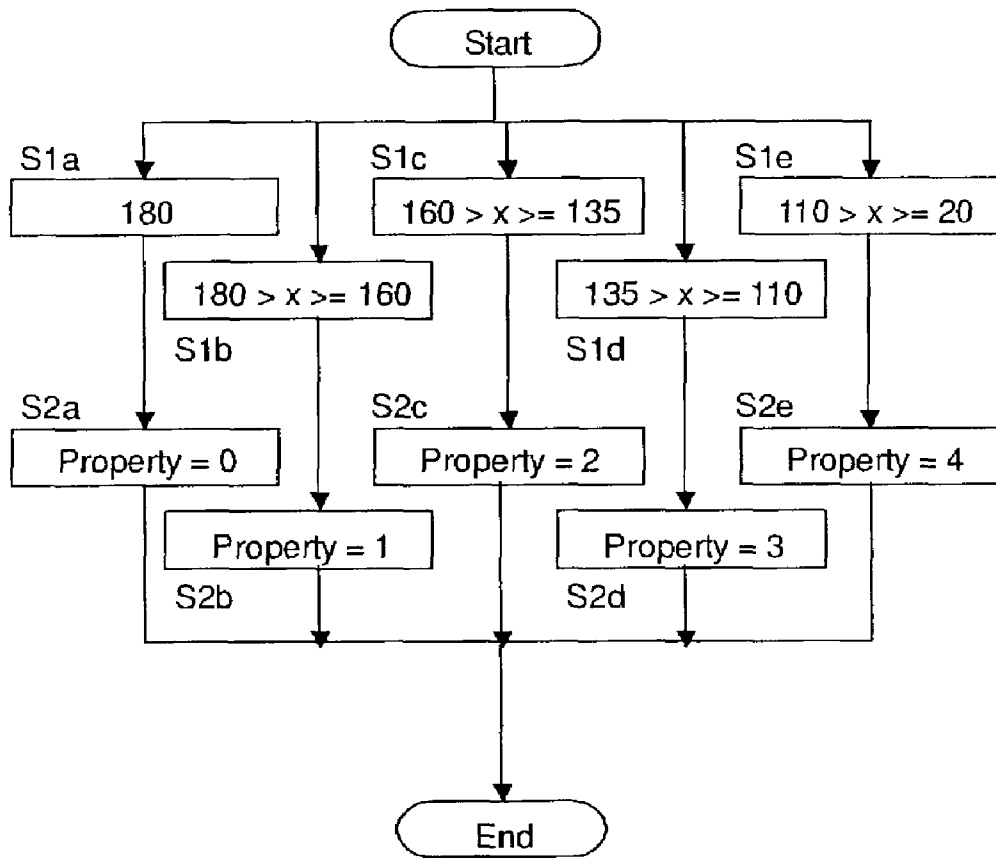 Start
S1a
S1c
S1e
180
160 > x >= 135
110 > x >= 20
180 > x >= 160
135 > x >= 110
S1b
S1d
S2a
S2c
S2e
Property = 0
Property = 2
Property = 4
Property = 1
Property = 3
S2b
S2d
End